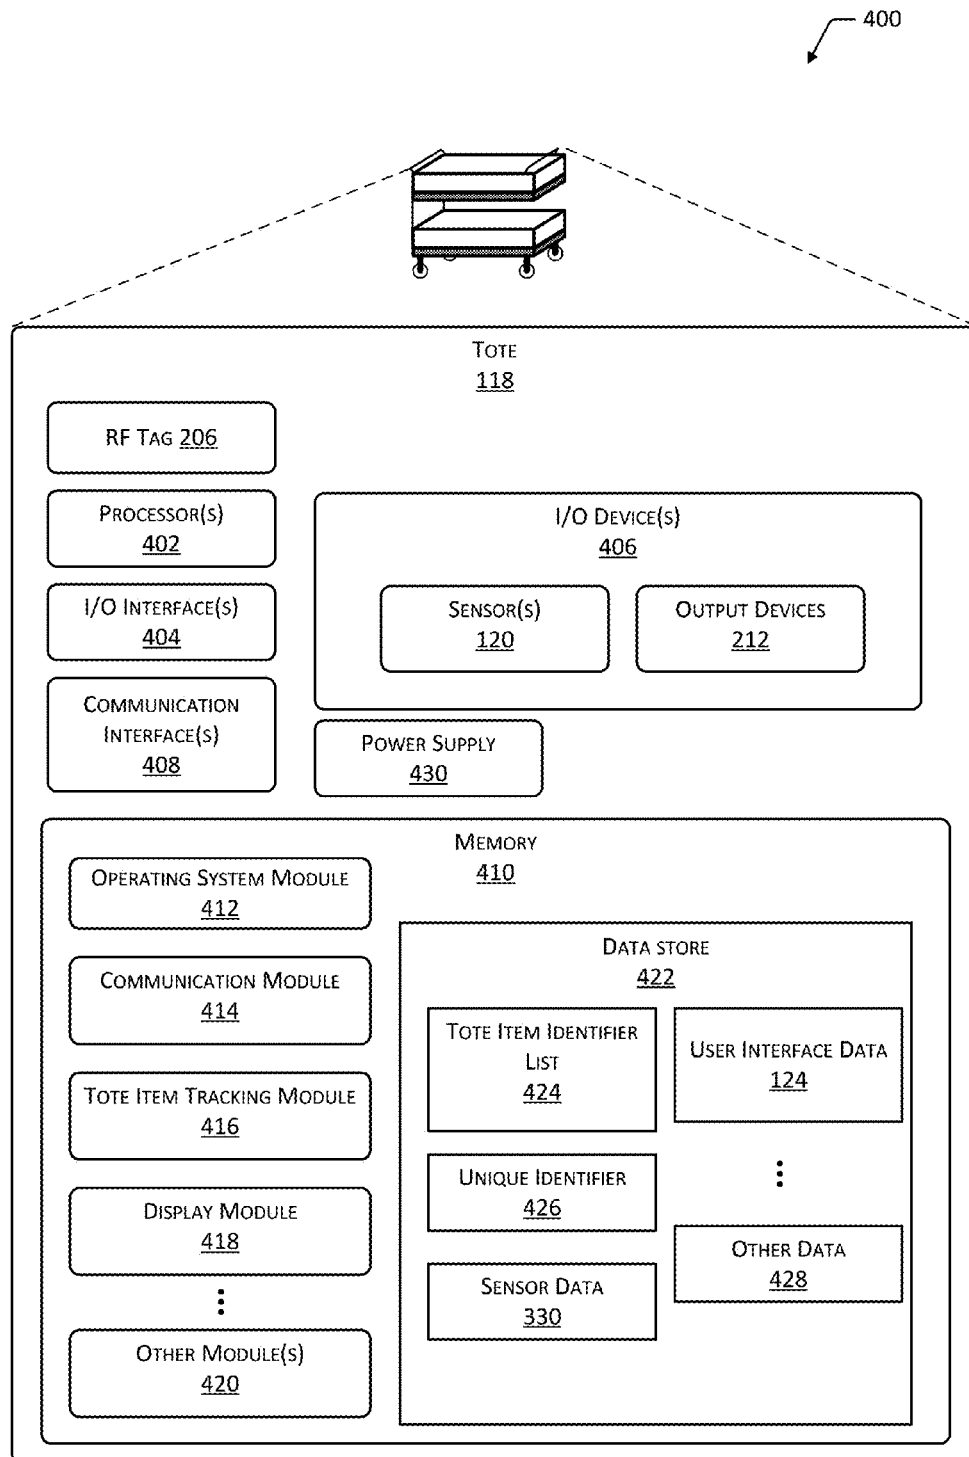 400
Tote
118
RF Tag 206
Processor(s)
402
I/O Interface(s)
404
Communication
Interface(s)
408
I/O Device(s)
406
Sensor(s)
120
Output Devices
212
Power Supply
430
Memory
410
Operating System Module
412
Communication Module
414
Tote Item Tracking Module
416
Display Module
418
Other Module(s)
420
Data store
422
Tote Item Identifier
List
424
Unique Identifier
426
Sensor Data
330
User Interface Data
124
Other Data
428